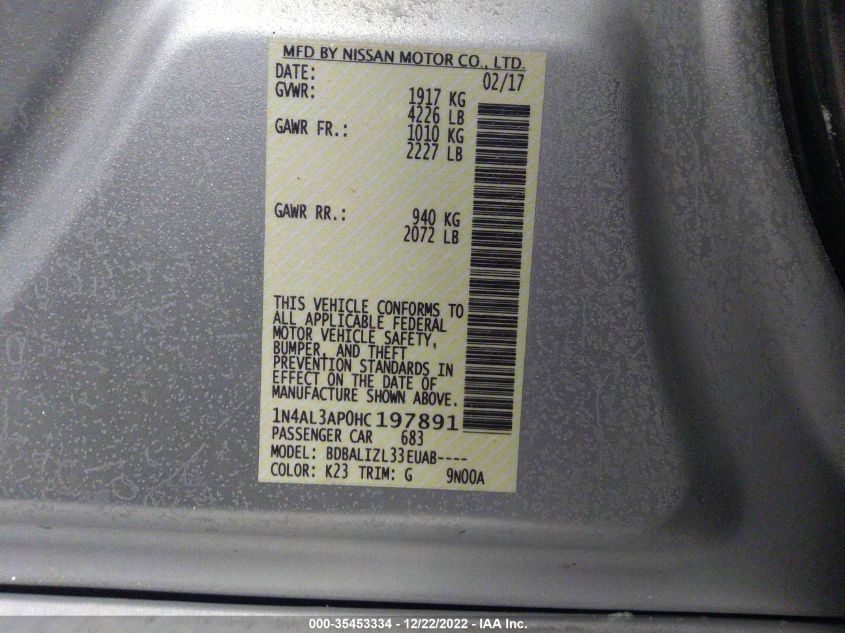 MFD BY NISSAN MOTOR CO., LTD.
DATE: 02/17
GVWR: 1917 KG
4226 LB
GAWR FR.: 1010 KG
2227 LB
GAWR RR.: 940 KG
2072 LB
THIS VEHICLE CONFORMS TO
ALL APPLICABLE FEDERAL
MOTOR VEHICLE SAFETY,
BUMPER, AND THEFT
PREVENTION STANDARDS IN
EFFECT ON THE DATE OF
MANUFACTURE SHOWN ABOVE.
1N4AL3AP0HC197891
PASSENGER CAR 683
MODEL: BDBALIZL33EUAB----
COLOR: K23 TRIM: G 9N00A
000-35453334 - 12/22/2022 - IAA Inc.